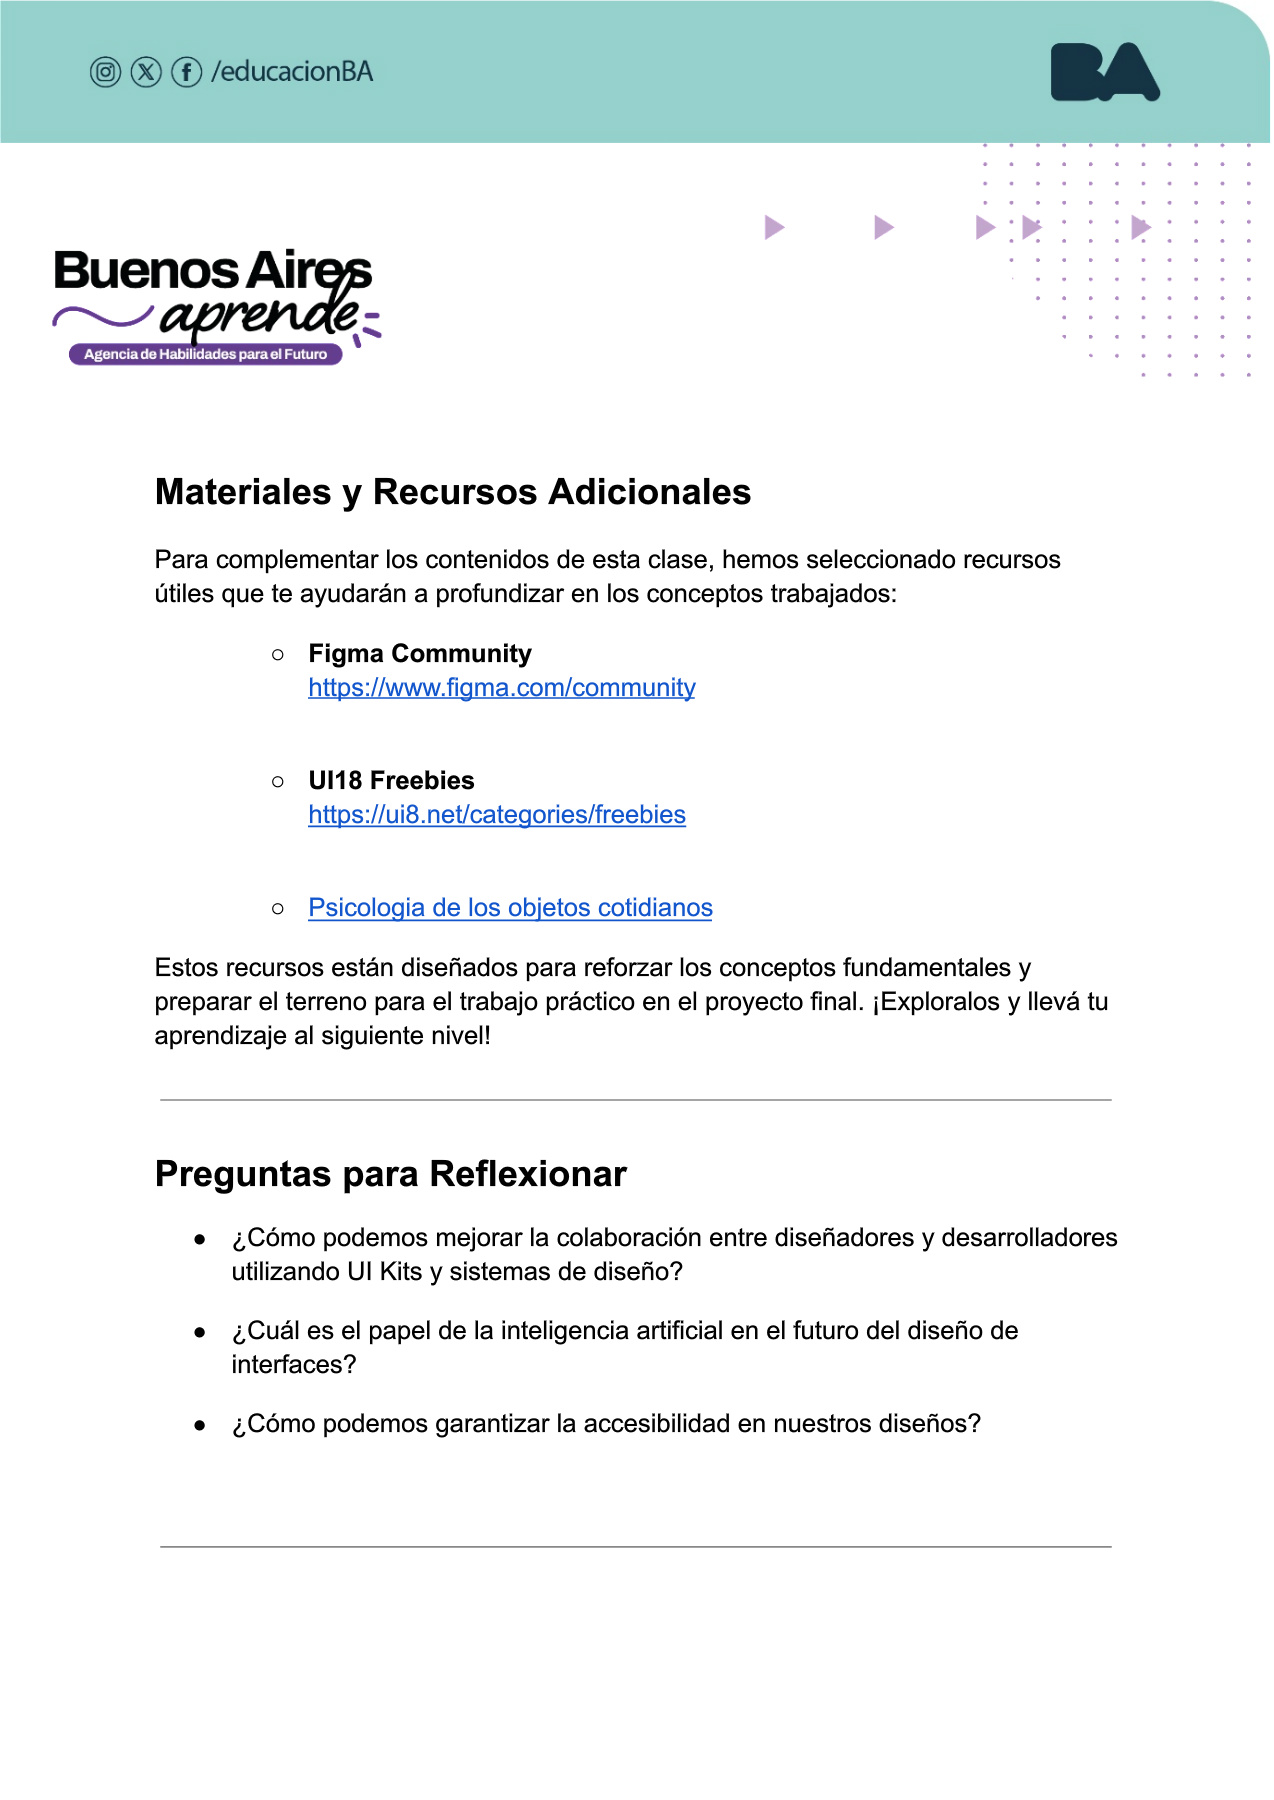 /educacionBA
BA
Buenos Aires
aprende
Agencia de Habilidades para el Futuro
Materiales y Recursos Adicionales
Para complementar los contenidos de esta clase, hemos seleccionado recursos
útiles que te ayudarán a profundizar en los conceptos trabajados:
○ Figma Community
https://www.figma.com/community
○ UI18 Freebies
https://ui8.net/categories/freebies
○ Psicologia de los objetos cotidianos
Estos recursos están diseñados para reforzar los conceptos fundamentales y
preparar el terreno para el trabajo práctico en el proyecto final. ¡Exploralos y llevá tu
aprendizaje al siguiente nivel!
Preguntas para Reflexionar
● ¿Cómo podemos mejorar la colaboración entre diseñadores y desarrolladores
utilizando UI Kits y sistemas de diseño?
● ¿Cuál es el papel de la inteligencia artificial en el futuro del diseño de
interfaces?
● ¿Cómo podemos garantizar la accesibilidad en nuestros diseños?